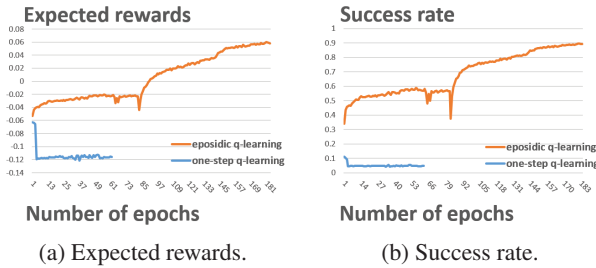 Expected rewards
0.08
0.06
0.04
0.02
0
-0.02
-0.04
-0.06
-0.08
-0.1
-0.12
-0.14
eposidic q-learning
one-step q-learning
1 13 25 37 49 61 73 85 97 109 121 133 145 157 169 181
Number of epochs
(a) Expected rewards.
Success rate
1
0.9
0.8
0.7
0.6
0.5
0.4
0.3
0.2
0.1
0
eposidic q-learning
one-step q-learning
1 14 27 40 53 66 79 92 105 118 131 144 157 170 183
Number of epochs
(b) Success rate.